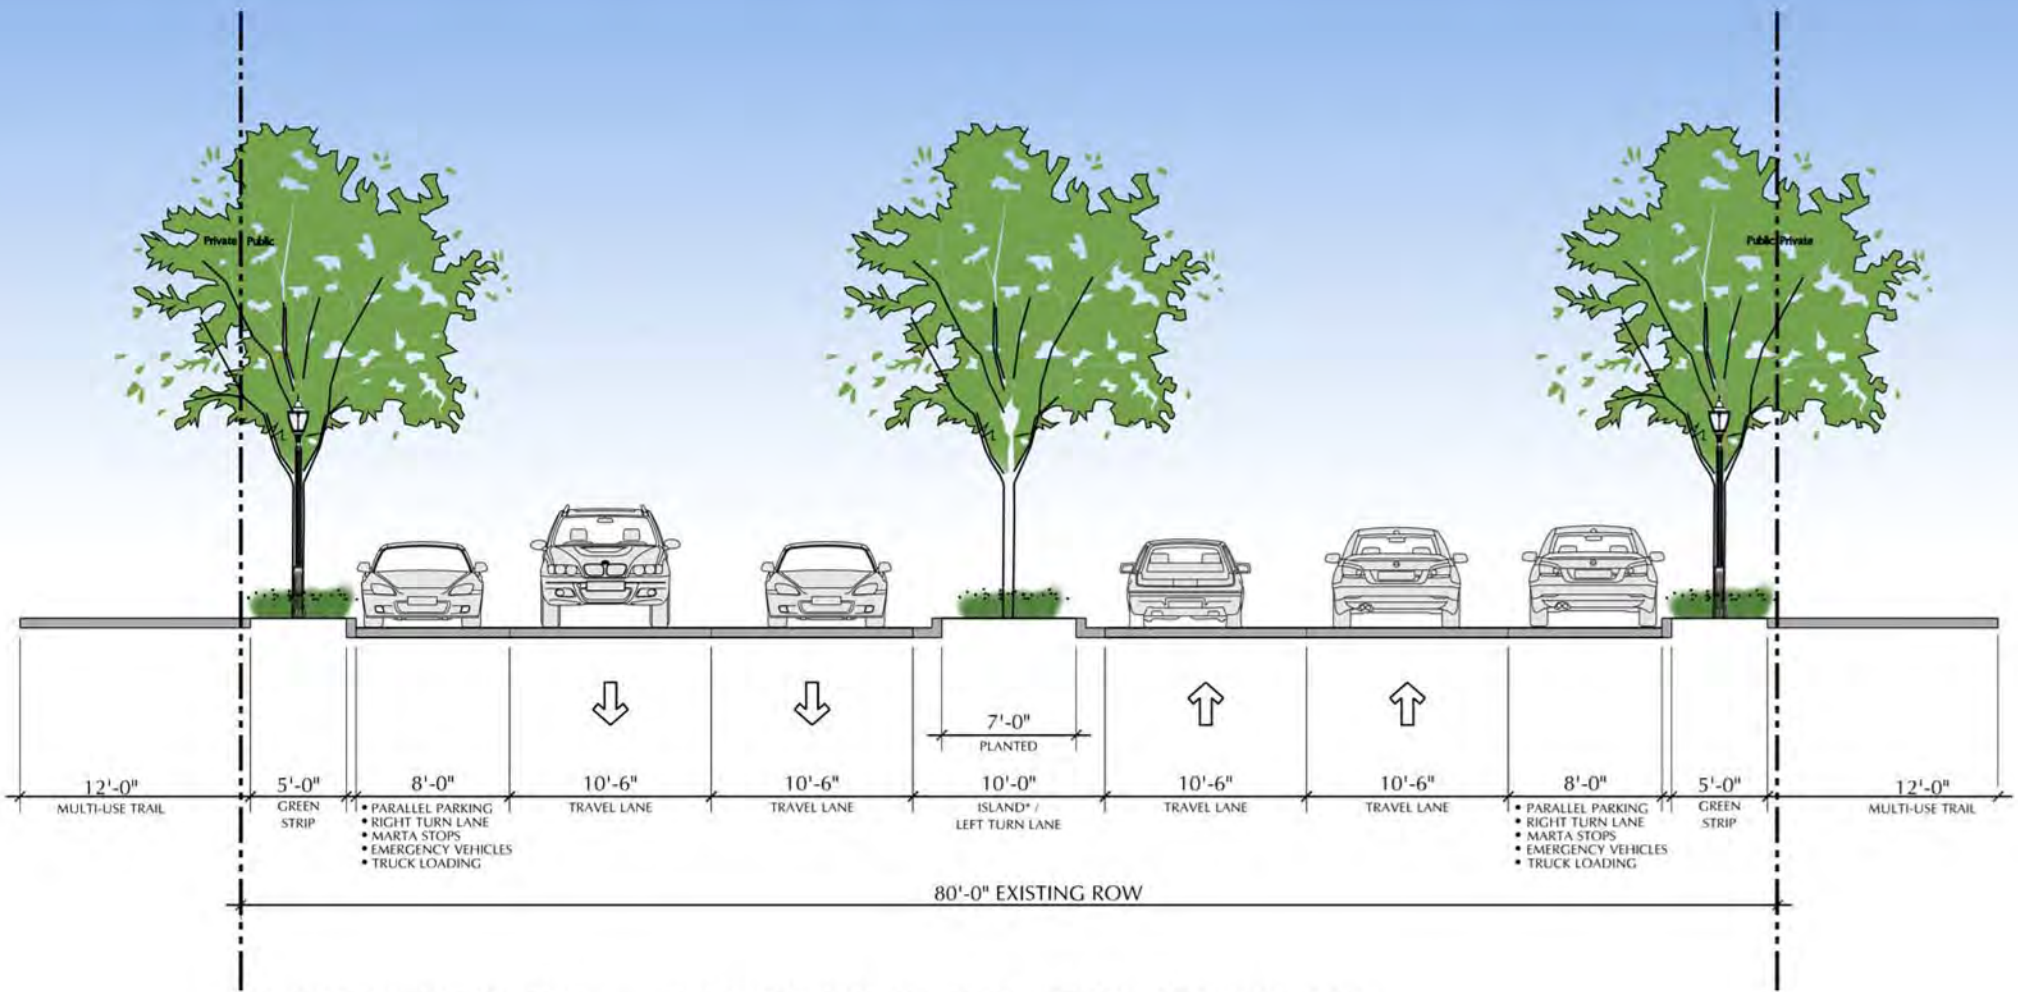 Private Public
Public Private
7'-0"
PLANTED
12'-0"
MULTI-USE TRAIL
5'-0"
GREEN
STRIP
8'-0"
• PARALLEL PARKING
• RIGHT TURN LANE
• MARTA STOPS
• EMERGENCY VEHICLES
• TRUCK LOADING
10'-6"
TRAVEL LANE
10'-6"
TRAVEL LANE
10'-0"
ISLAND* /
LEFT TURN LANE
10'-6"
TRAVEL LANE
10'-6"
TRAVEL LANE
8'-0"
• PARALLEL PARKING
• RIGHT TURN LANE
• MARTA STOPS
• EMERGENCY VEHICLES
• TRUCK LOADING
5'-0"
GREEN
STRIP
12'-0"
MULTI-USE TRAIL
80'-0" EXISTING ROW